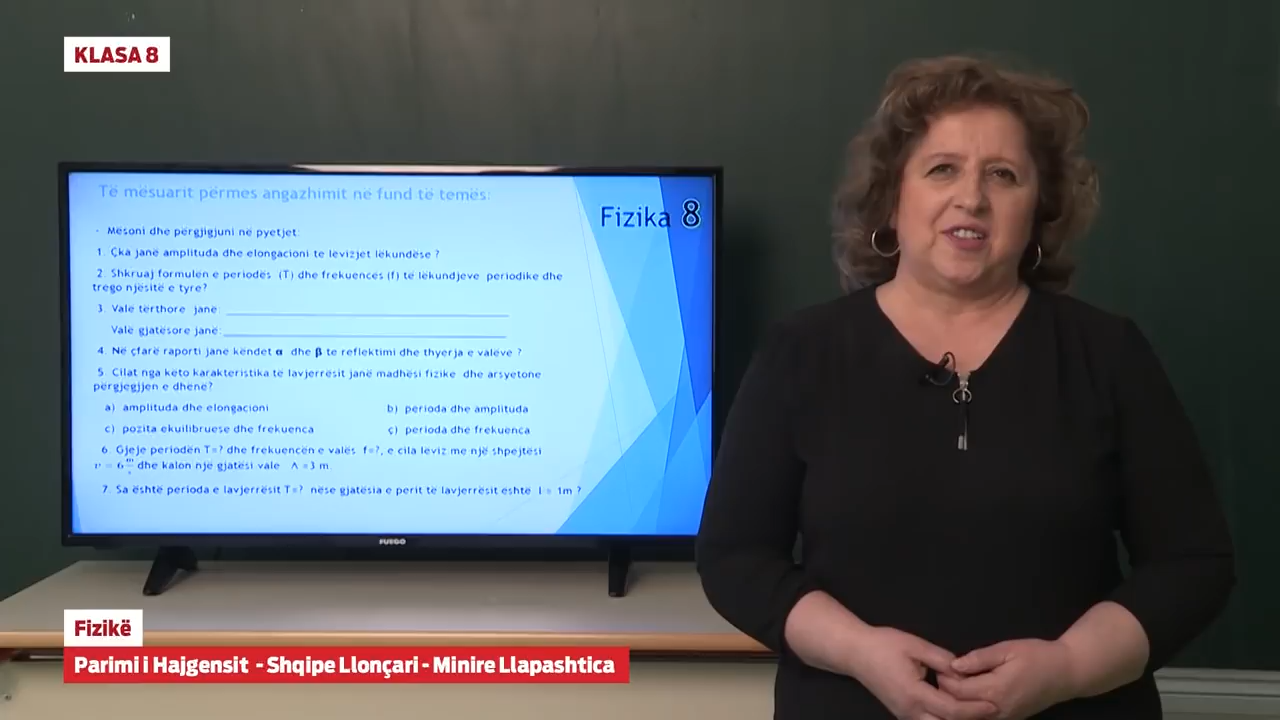 KLASA 8
Të mësuarit përmes angazhimit në fund të temës:
Fizika 8
- Mësoni dhe përgjigjuni në pyetjet:
1. Çka janë amplituda dhe elongacioni te lëvizjet lëkundëse ?
2. Shkruaj formulën e periodës (T) dhe frekuencës (f) të lëkundjeve periodike dhe
trego njësitë e tyre?
3. Valë tërthore janë:
Valë gjatësore janë:
4. Në çfarë raporti janë këndet α dhe β te reflektimi dhe thyerja e valëve ?
5. Cilat nga këto karakteristika të lavjerrësit janë madhësi fizike dhe arsyetone
përgjegjjen e dhënë?
a) amplituda dhe elongacioni
b) perioda dhe amplituda
c) pozita ekuilibruese dhe frekuenca
ç) perioda dhe frekuenca
6. Gjeje periodën T=? dhe frekuencën e valës f=?, e cila lëviz me një shpejtësi
v = 6 m/s dhe kalon një gjatësi vale Λ =3 m.
7. Sa është perioda e lavjerrësit T=? nëse gjatësia e perit të lavjerrësit është l = 1m ?
FUEGO
Fizikë
Parimi i Hajgensit - Shqipe Llonçari - Minire Llapashtica